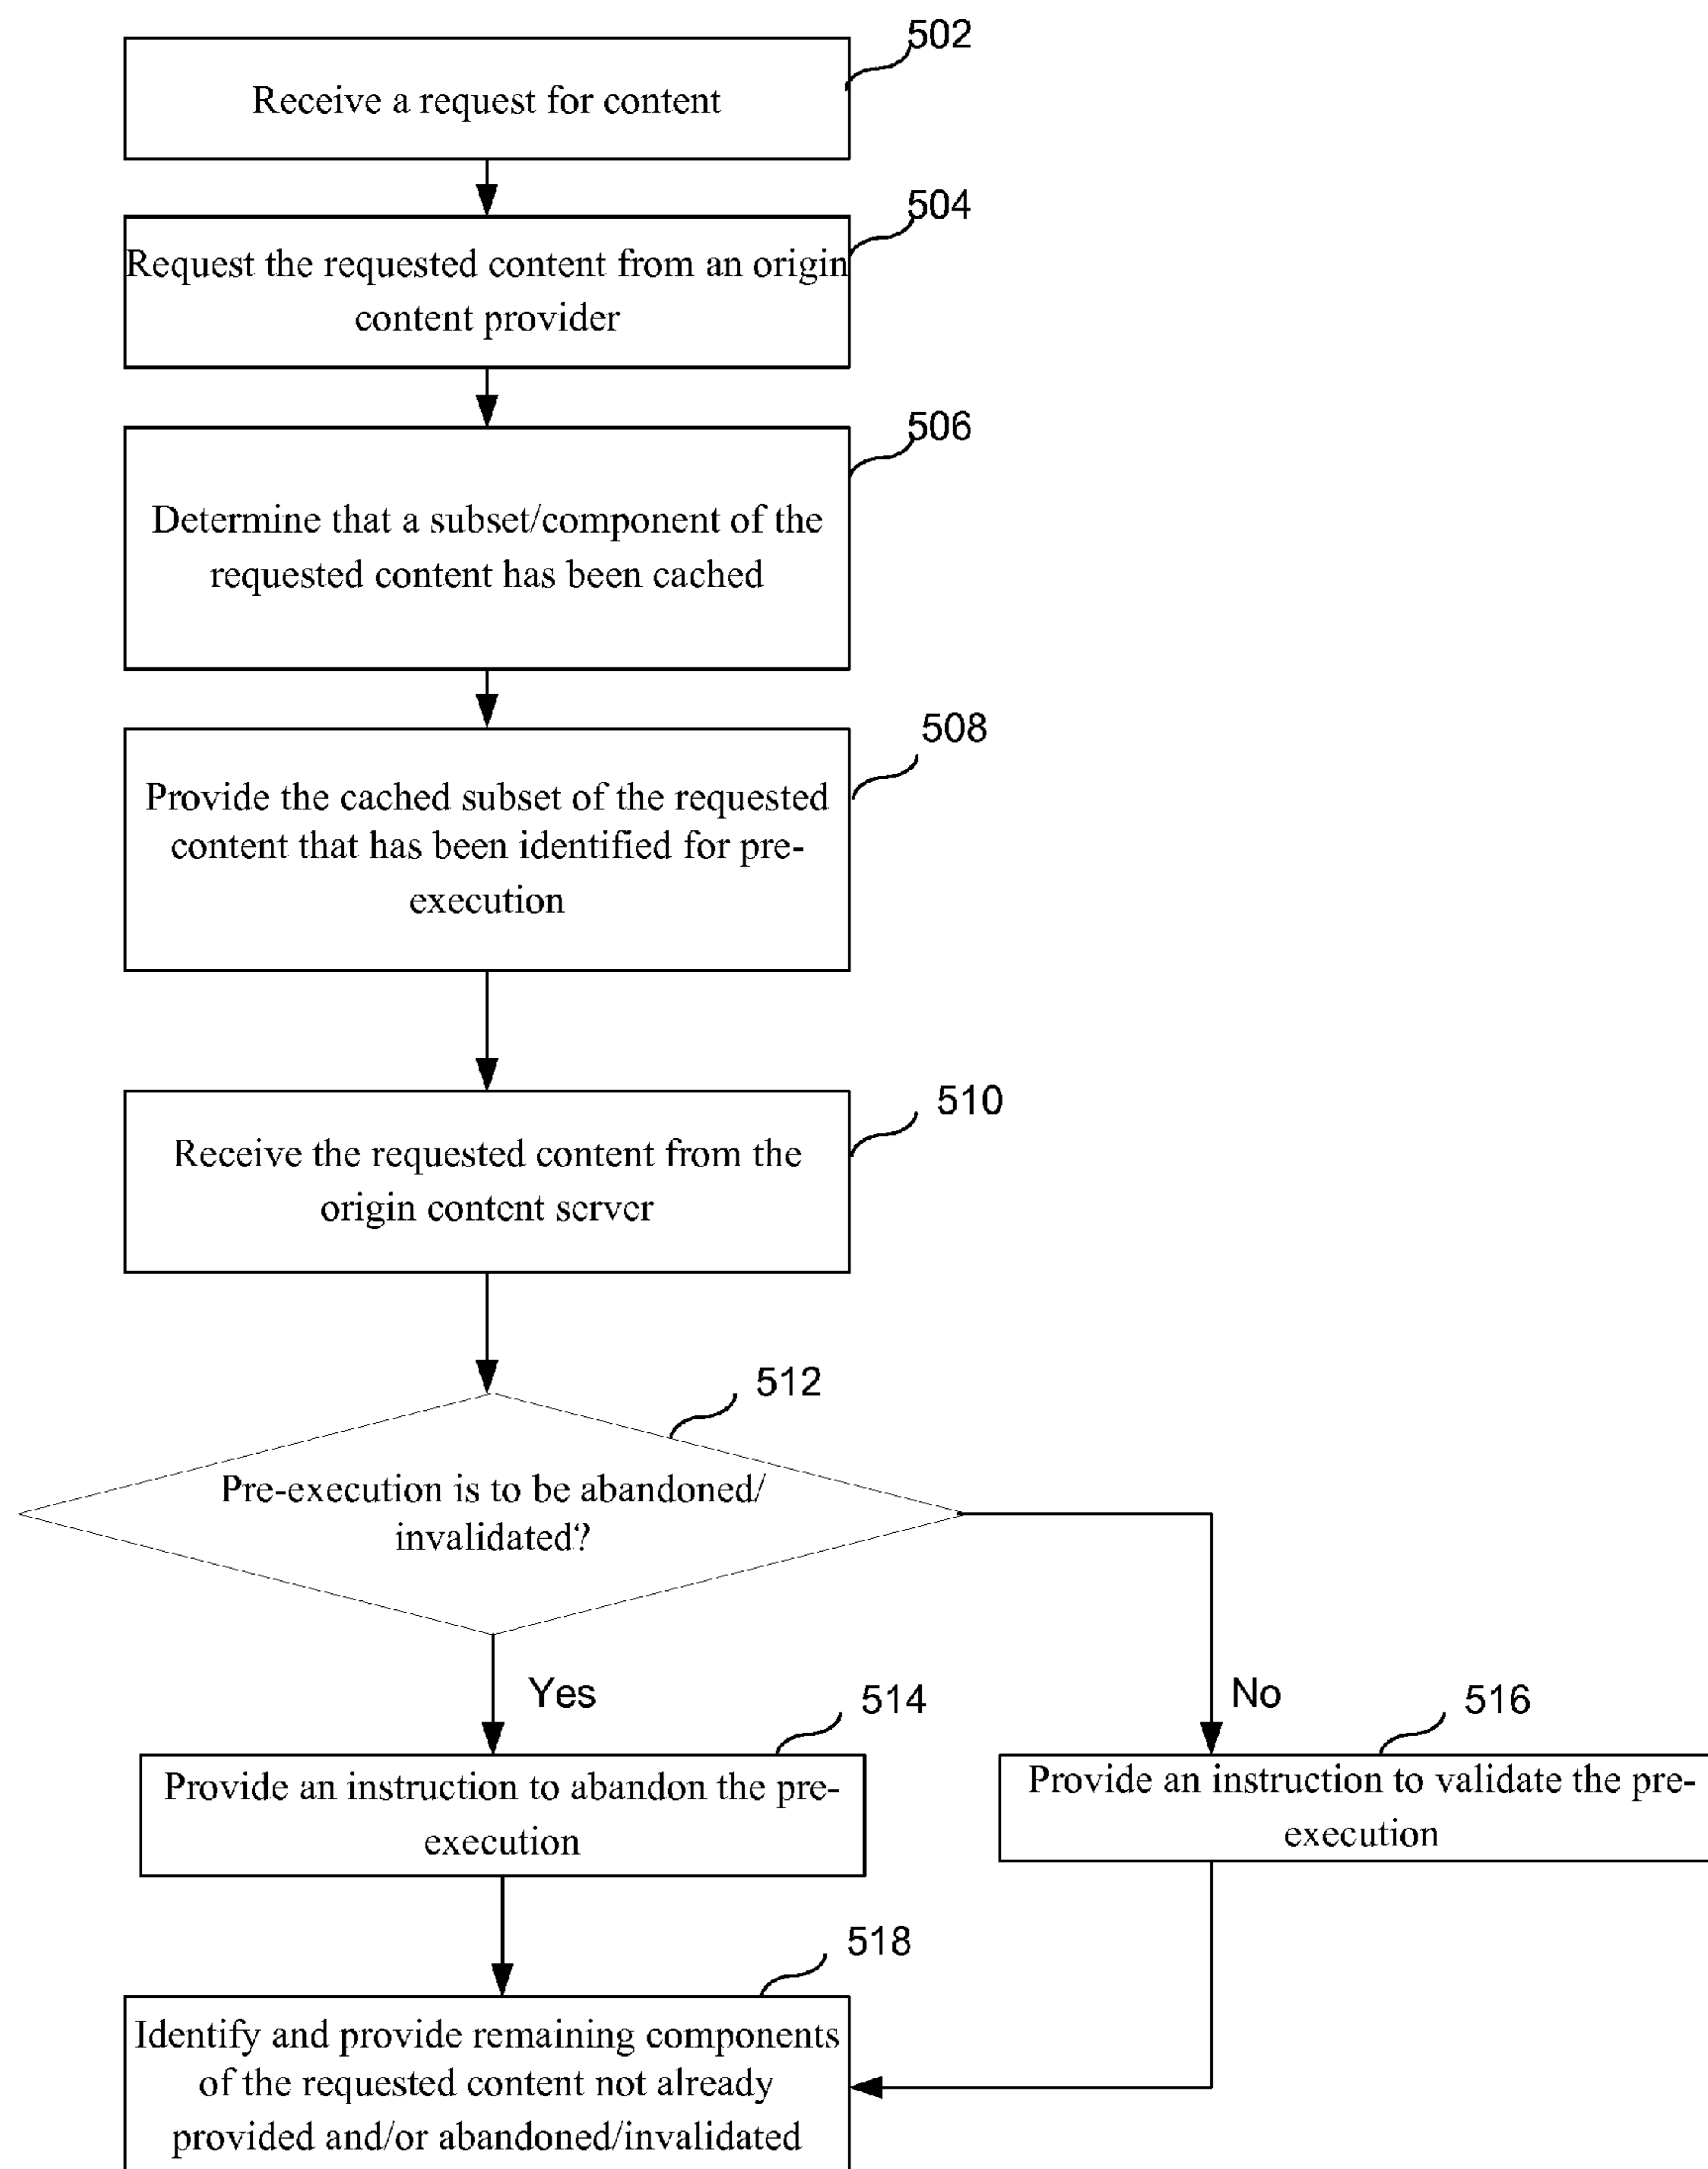 502
Receive a request for content
504
Request the requested content from an origin
content provider
506
Determine that a subset/component of the
requested content has been cached
508
Provide the cached subset of the requested
content that has been identified for pre-
execution
510
Receive the requested content from the
origin content server
512
Pre-execution is to be abandoned/
invalidated?
Yes
No
514
Provide an instruction to abandon the pre-
execution
516
Provide an instruction to validate the pre-
execution
518
Identify and provide remaining components
of the requested content not already
provided and/or abandoned/invalidated